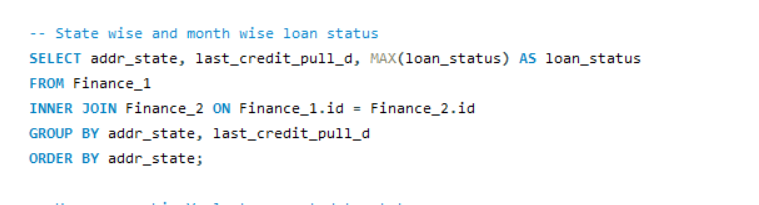 -- State wise and month wise loan status
SELECT addr_state, last_credit_pull_d, MAX(loan_status) AS loan_status
FROM Finance_1
INNER JOIN Finance_2 ON Finance_1.id = Finance_2.id
GROUP BY addr_state, last_credit_pull_d
ORDER BY addr_state;